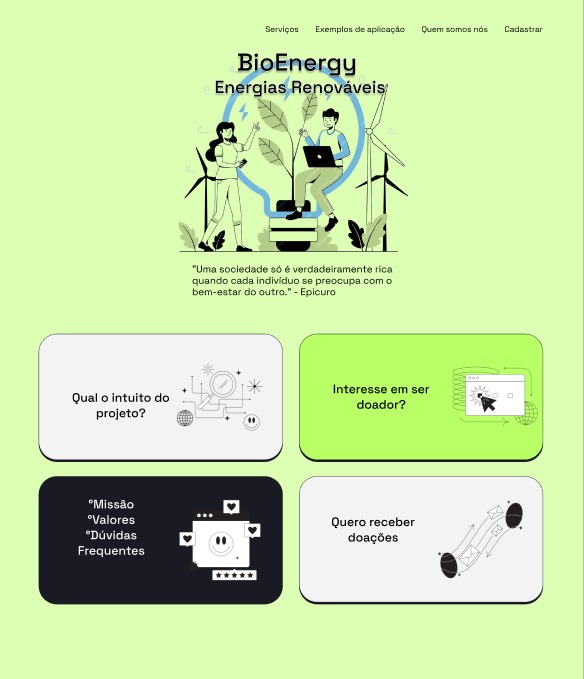 Serviços Exemplos de aplicação Quem somos nós Cadastrar
BioEnergy
Energias Renováveis
"Uma sociedade só é verdadeiramente rica
quando cada indivíduo se preocupa com o
bem-estar do outro." - Epicuro
Qual o intuito do
projeto?
Interesse em ser
doador?
°Missão
°Valores
°Dúvidas
Frequentes
Quero receber
doações